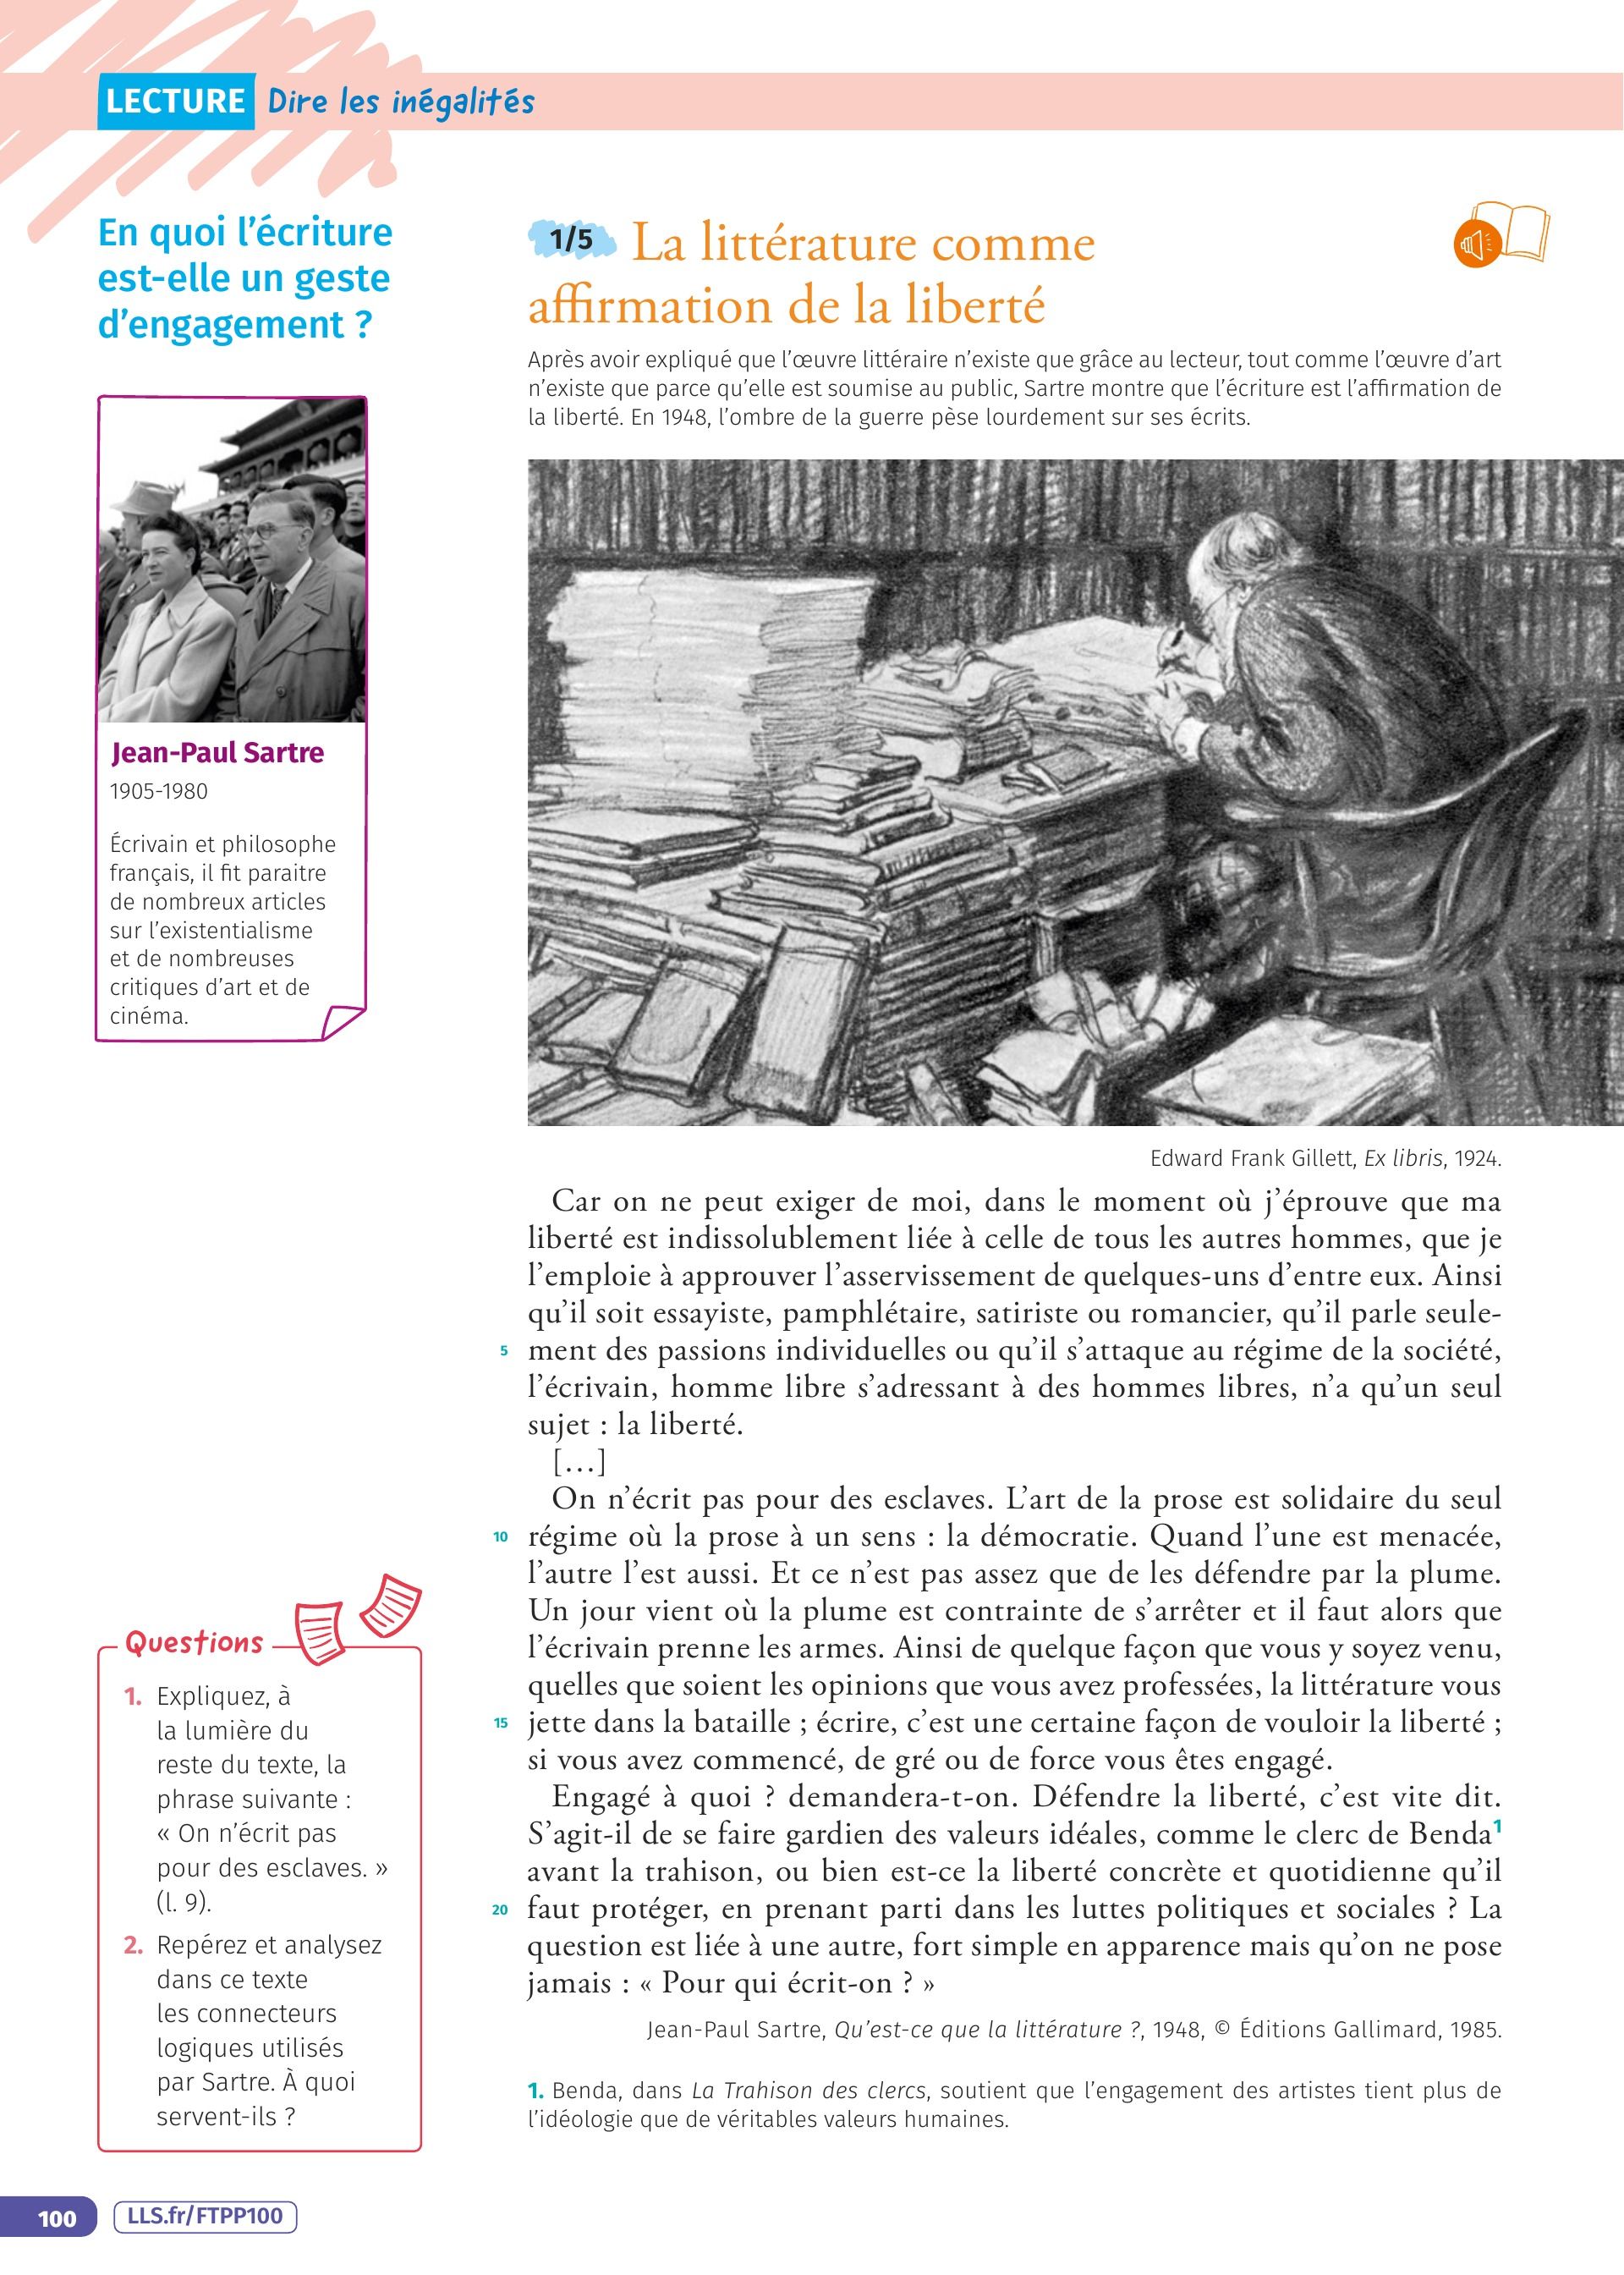 LECTURE Dire les inégalités
En quoi l’écriture
est-elle un geste
d’engagement ?
Jean-Paul Sartre
1905-1980
Écrivain et philosophe
français, il fit paraitre
de nombreux articles
sur l’existentialisme
et de nombreuses
critiques d’art et de
cinéma.
Questions
1. Expliquez, à
la lumière du
reste du texte, la
phrase suivante :
« On n’écrit pas
pour des esclaves. »
(l. 9).
2. Repérez et analysez
dans ce texte
les connecteurs
logiques utilisés
par Sartre. À quoi
servent-ils ?
1/5 La littérature comme
affirmation de la liberté
Après avoir expliqué que l’œuvre littéraire n’existe que grâce au lecteur, tout comme l’œuvre d’art
n’existe que parce qu’elle est soumise au public, Sartre montre que l’écriture est l’affirmation de
la liberté. En 1948, l’ombre de la guerre pèse lourdement sur ses écrits.
Edward Frank Gillett, Ex libris, 1924.
Car on ne peut exiger de moi, dans le moment où j’éprouve que ma
liberté est indissolublement liée à celle de tous les autres hommes, que je
l’emploie à approuver l’asservissement de quelques-uns d’entre eux. Ainsi
qu’il soit essayiste, pamphlétaire, satiriste ou romancier, qu’il parle seule-
5 ment des passions individuelles ou qu’il s’attaque au régime de la société,
l’écrivain, homme libre s’adressant à des hommes libres, n’a qu’un seul
sujet : la liberté.
[…]
On n’écrit pas pour des esclaves. L’art de la prose est solidaire du seul
10 régime où la prose à un sens : la démocratie. Quand l’une est menacée,
l’autre l’est aussi. Et ce n’est pas assez que de les défendre par la plume.
Un jour vient où la plume est contrainte de s’arrêter et il faut alors que
l’écrivain prenne les armes. Ainsi de quelque façon que vous y soyez venu,
quelles que soient les opinions que vous avez professées, la littérature vous
15 jette dans la bataille ; écrire, c’est une certaine façon de vouloir la liberté ;
si vous avez commencé, de gré ou de force vous êtes engagé.
Engagé à quoi ? demandera-t-on. Défendre la liberté, c’est vite dit.
S’agit-il de se faire gardien des valeurs idéales, comme le clerc de Benda1
avant la trahison, ou bien est-ce la liberté concrète et quotidienne qu’il
20 faut protéger, en prenant parti dans les luttes politiques et sociales ? La
question est liée à une autre, fort simple en apparence mais qu’on ne pose
jamais : « Pour qui écrit-on ? »
Jean-Paul Sartre, Qu’est-ce que la littérature ?, 1948, © Éditions Gallimard, 1985.
1. Benda, dans La Trahison des clercs, soutient que l’engagement des artistes tient plus de
l’idéologie que de véritables valeurs humaines.
100 LLS.fr/FTPP100